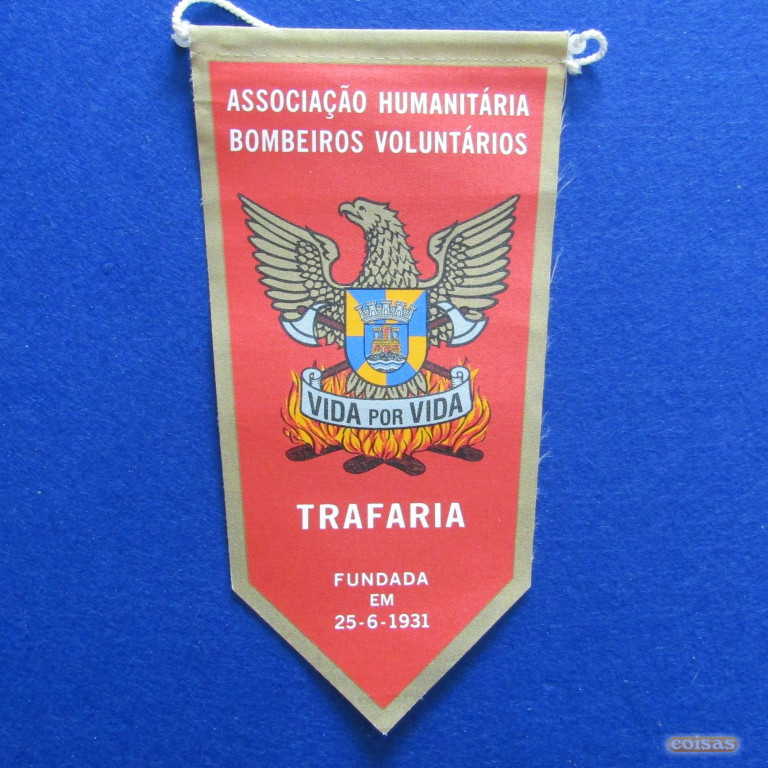 ASSOCIAÇÃO HUMANITÁRIA
BOMBEIROS VOLUNTÁRIOS
VIDA POR VIDA
TRAFARIA
FUNDADA
EM
25-6-1931
coisas